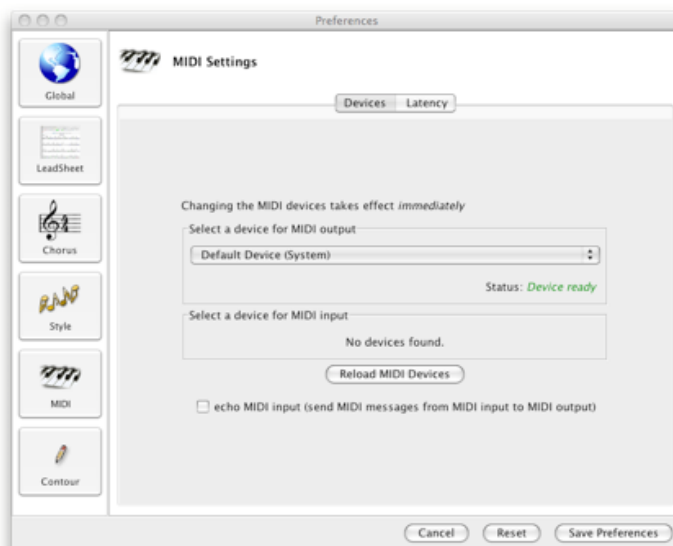 Preferences
Global
LeadSheet
Chorus
Style
MIDI
Contour
MIDI Settings
Devices Latency
Changing the MIDI devices takes effect immediately
Select a device for MIDI output
Default Device (System)
Status: Device ready
Select a device for MIDI input
No devices found.
Reload MIDI Devices
echo MIDI input (send MIDI messages from MIDI input to MIDI output)
Cancel Reset Save Preferences